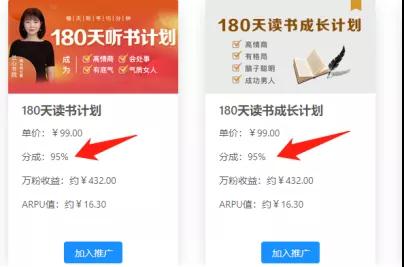 每天听书十分钟
180天听书计划
成为
高情商
会处事
有底气
气质女人
180天读书计划
单价：￥99.00
分成：95%
万粉收益：约￥432.00
ARPU值：约￥16.30
加入推广
180天读书成长计划
高情商
有格局
脑子聪明
成功男人
180天读书成长计划
单价：￥99.00
分成：95%
万粉收益：约￥432.00
ARPU值：约￥16.30
加入推广